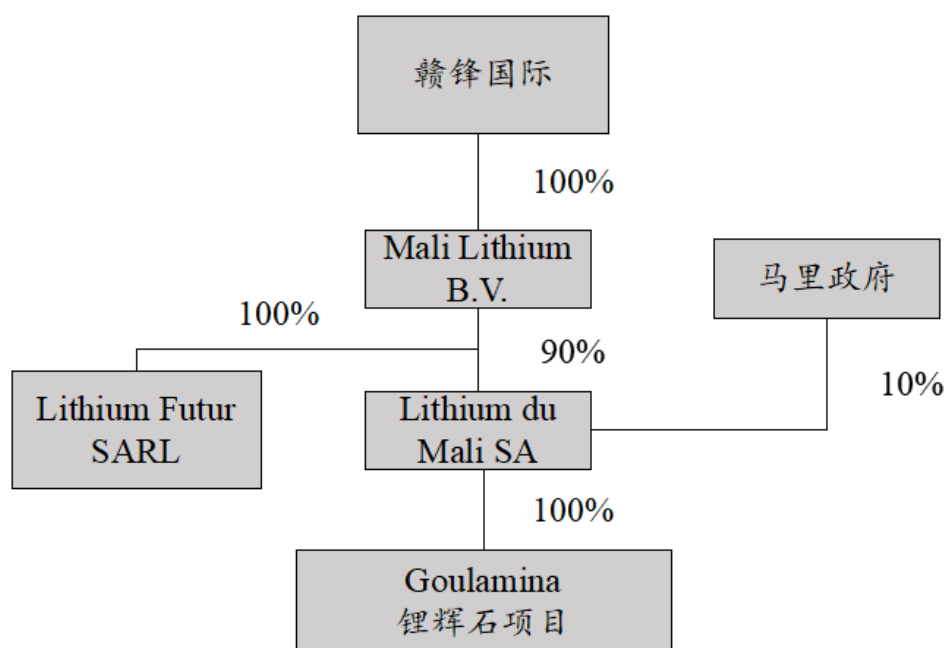 赣锋国际
100%
Mali Lithium
B.V.
马里政府
100%
90%
10%
Lithium Futur
SARL
Lithium du
Mali SA
100%
Goulamina
锂辉石项目